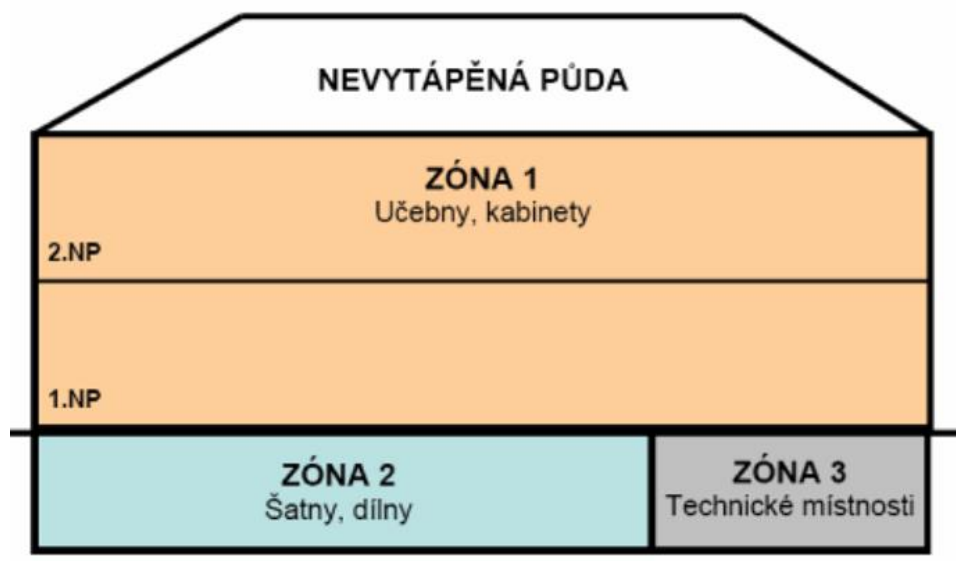 NEVYTÁPĚNÁ PŮDA
ZÓNA 1
Učebny, kabinety
2.NP
1.NP
ZÓNA 2
Šatny, dílny
ZÓNA 3
Technické místnosti